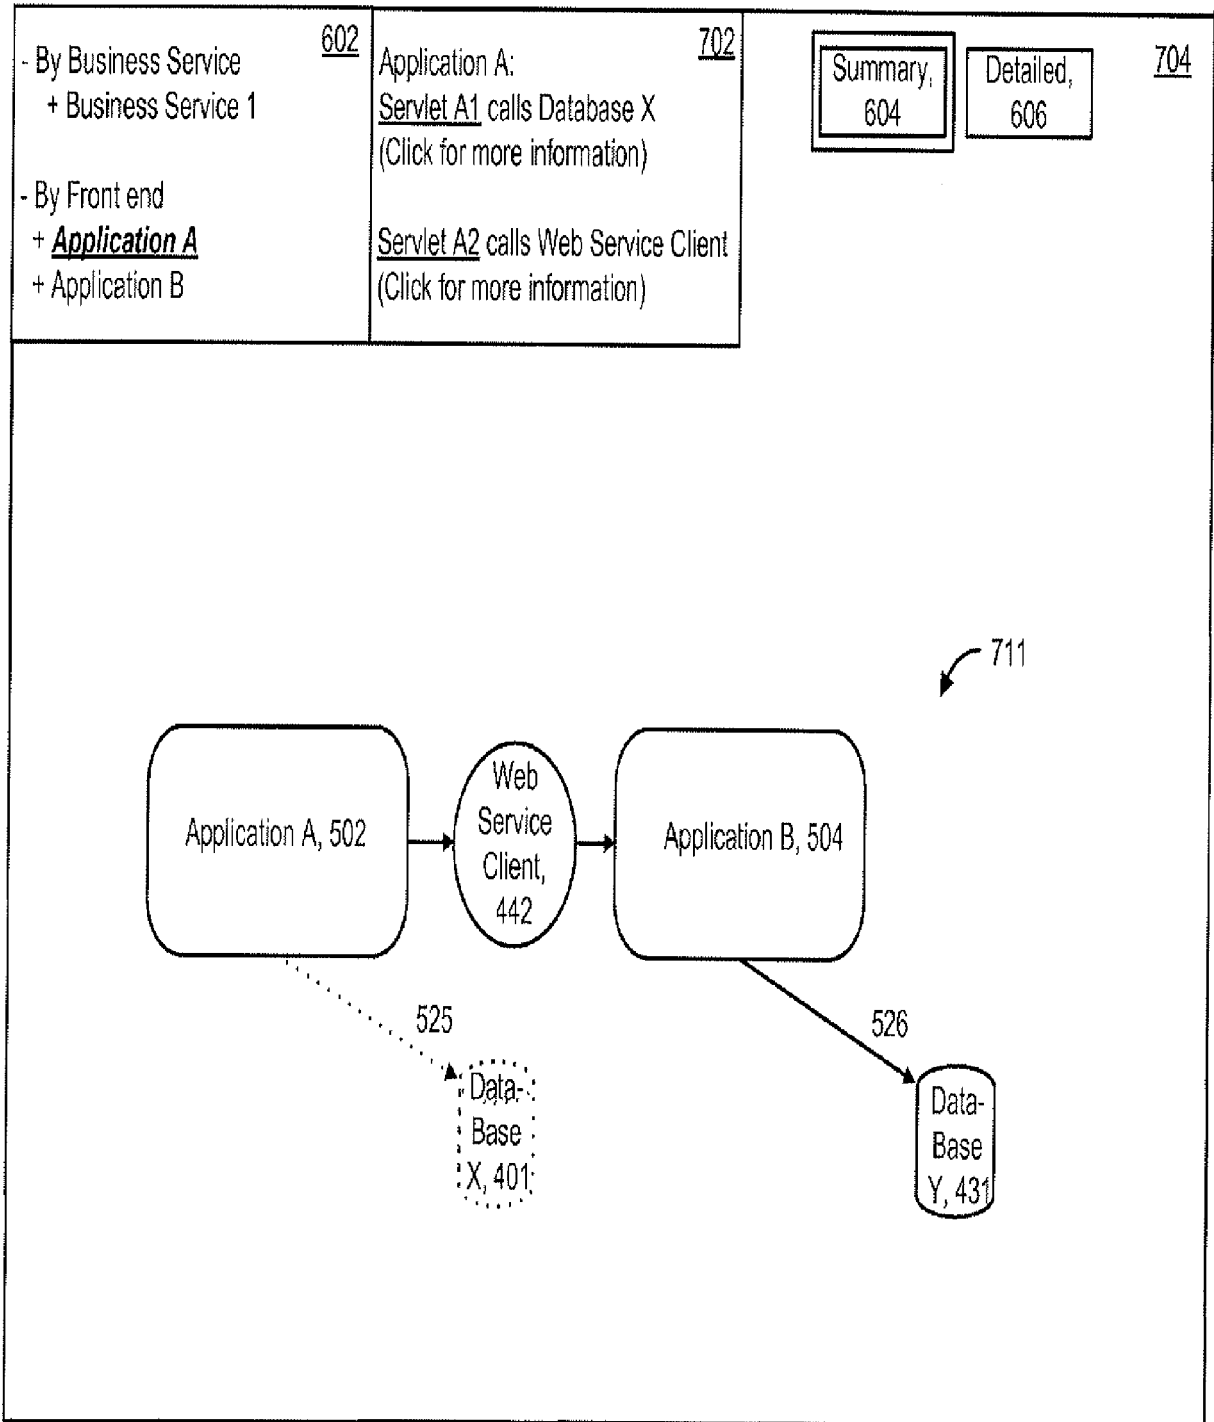 602
- By Business Service
+ Business Service 1
- By Front end
+ Application A
+ Application B
702
Application A:
Servlet A1 calls Database X
(Click for more information)
Servlet A2 calls Web Service Client
(Click for more information)
Summary,
604
Detailed,
606
704
711
Application A, 502
Web
Service
Client,
442
Application B, 504
525
526
Data-
Base
X, 401
Data-
Base
Y, 431